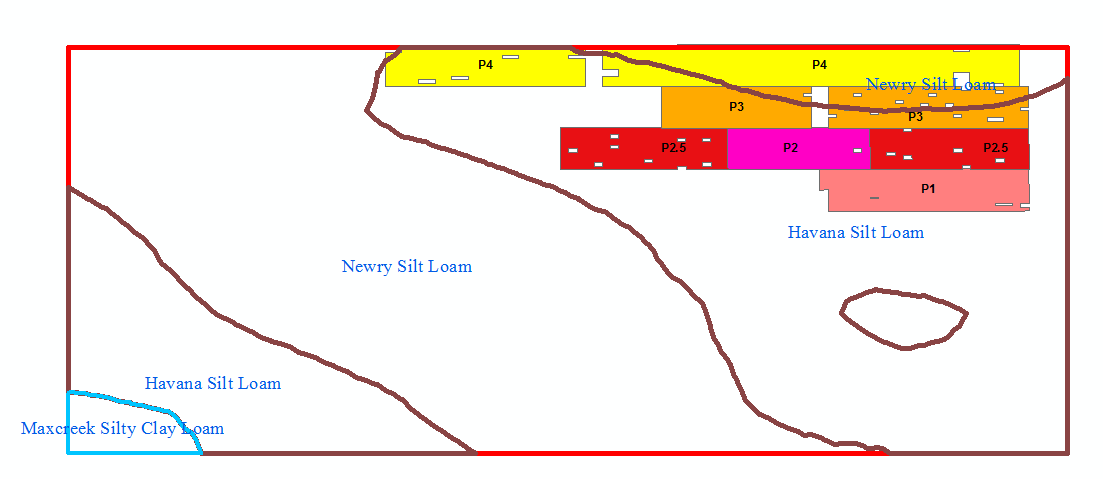 P4
P4
Newry Silt Loam
P3
P3
P2.5
P2
P2.5
P1
Havana Silt Loam
Newry Silt Loam
Havana Silt Loam
Maxcreek Silty Clay Loam